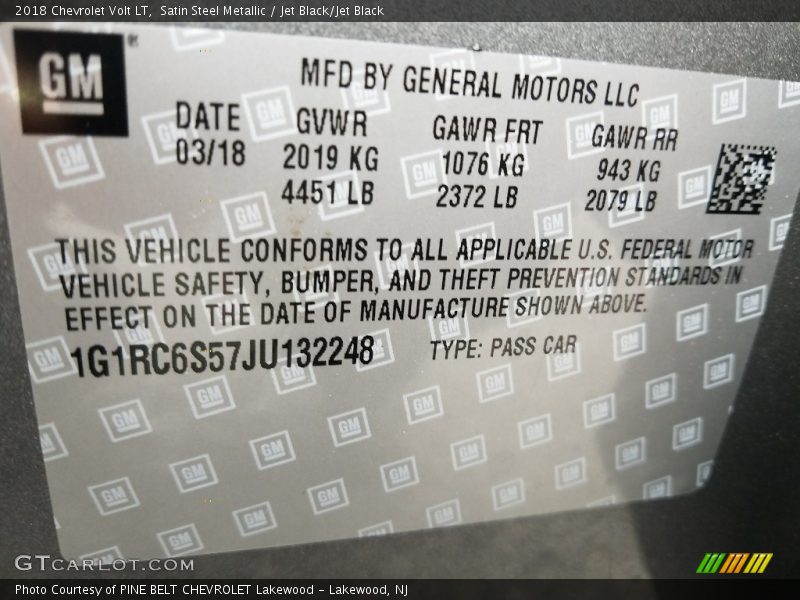 2018 Chevrolet Volt LT, Satin Steel Metallic / Jet Black/Jet Black
GM
MFD BY GENERAL MOTORS LLC
DATE GVWR GAWR FRT GAWR RR
03/18 2019 KG 1076 KG 943 KG
4451 LB 2372 LB 2079 LB
THIS VEHICLE CONFORMS TO ALL APPLICABLE U.S. FEDERAL MOTOR
VEHICLE SAFETY, BUMPER, AND THEFT PREVENTION STANDARDS IN
EFFECT ON THE DATE OF MANUFACTURE SHOWN ABOVE.
1G1RC6S57JU132248 TYPE: PASS CAR
GTCARLOT.COM
Photo Courtesy of PINE BELT CHEVROLET Lakewood - Lakewood, NJ